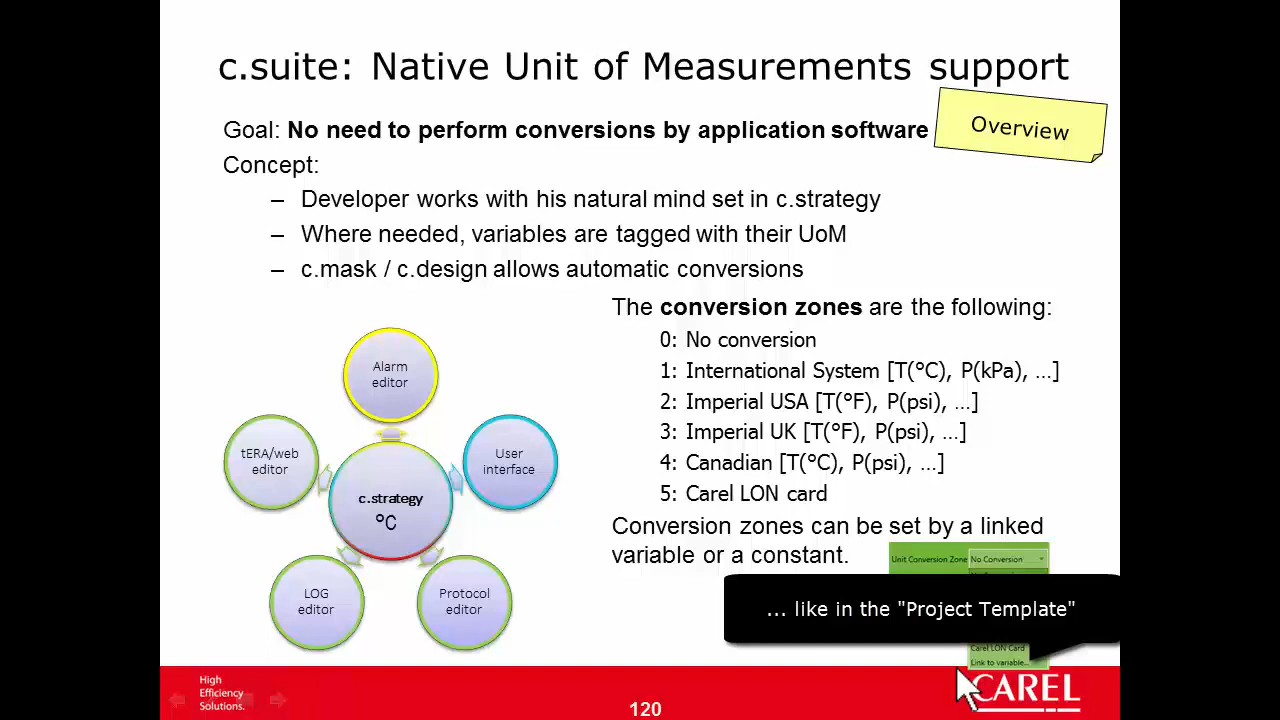 c.suite: Native Unit of Measurements support
Overview
Goal: No need to perform conversions by application software
Concept:
– Developer works with his natural mind set in c.strategy
– Where needed, variables are tagged with their UoM
– c.mask / c.design allows automatic conversions
The conversion zones are the following:
0: No conversion
1: International System [T(°C), P(kPa), ...]
2: Imperial USA [T(°F), P(psi), ...]
3: Imperial UK [T(°F), P(psi), ...]
4: Canadian [T(°C), P(psi), ...]
5: Carel LON card
Conversion zones can be set by a linked
variable or a constant.
Alarm
editor
tERA/web
editor
User
interface
c.strategy
°C
LOG
editor
Protocol
editor
Unit Conversion Zone No Conversion
... like in the "Project Template"
Carel LON Card
Link to variable...
High
Efficiency
Solutions.
120
CAREL